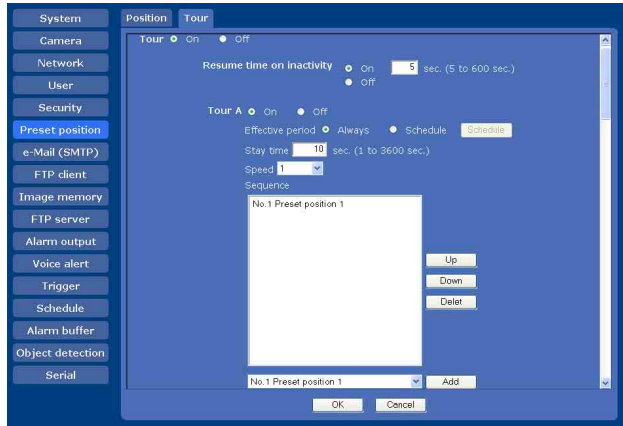 System
Camera
Network
User
Security
Preset position
e-Mail (SMTP)
FTP client
Image memory
FTP server
Alarm output
Voice alert
Trigger
Schedule
Alarm buffer
Object detection
Serial
Position Tour
Tour On Off
Resume time on inactivity On 5 sec. (5 to 600 sec.)
Off
Tour A On Off
Effective period Always Schedule Schedule
Stay time 10 sec. (1 to 3600 sec.)
Speed 1
Sequence
No.1 Preset position 1
Up
Down
Delet
No.1 Preset position 1 Add
OK Cancel